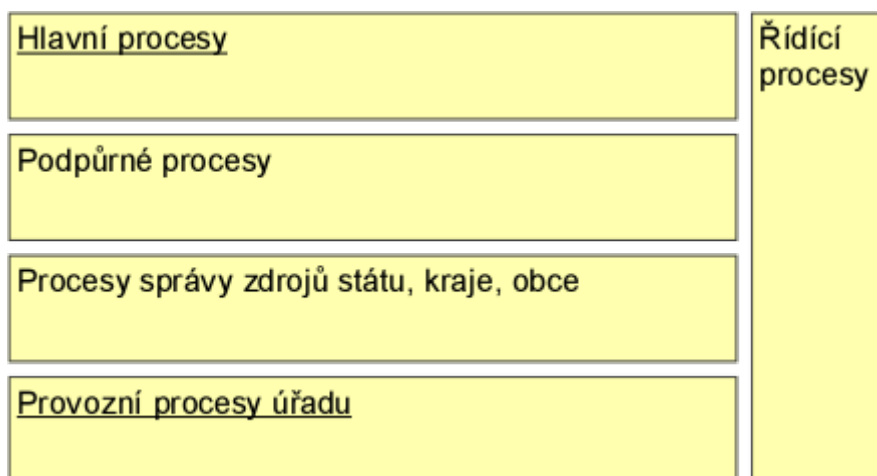 Hlavní procesy
Podpůrné procesy
Procesy správy zdrojů státu, kraje, obce
Provozní procesy úřadu
Řídící
procesy